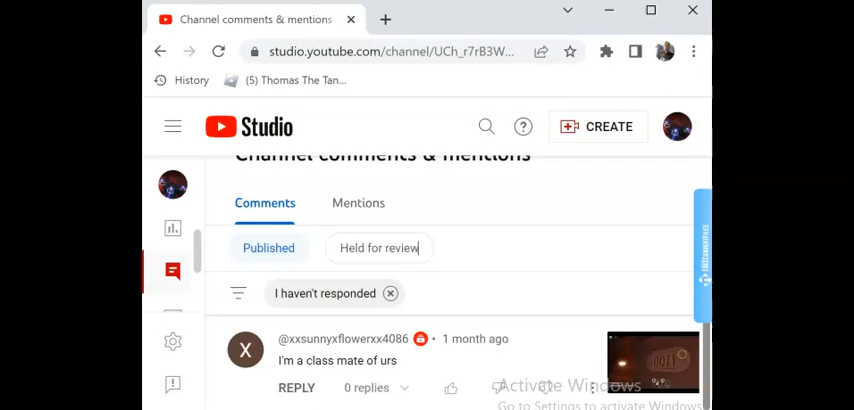 Channel comments & mentions
studio.youtube.com/channel/UCh_r7rB3W...
History
(5) Thomas The Tan...
Studio
CREATE
Channel comments & mentions
Comments
Mentions
Published
Held for review
I haven't responded
@xxsunnyxflowerxx4086 • 1 month ago
X
I'm a class mate of urs
REPLY
0 replies
Activate Windows
Go to Settings to activate Windows